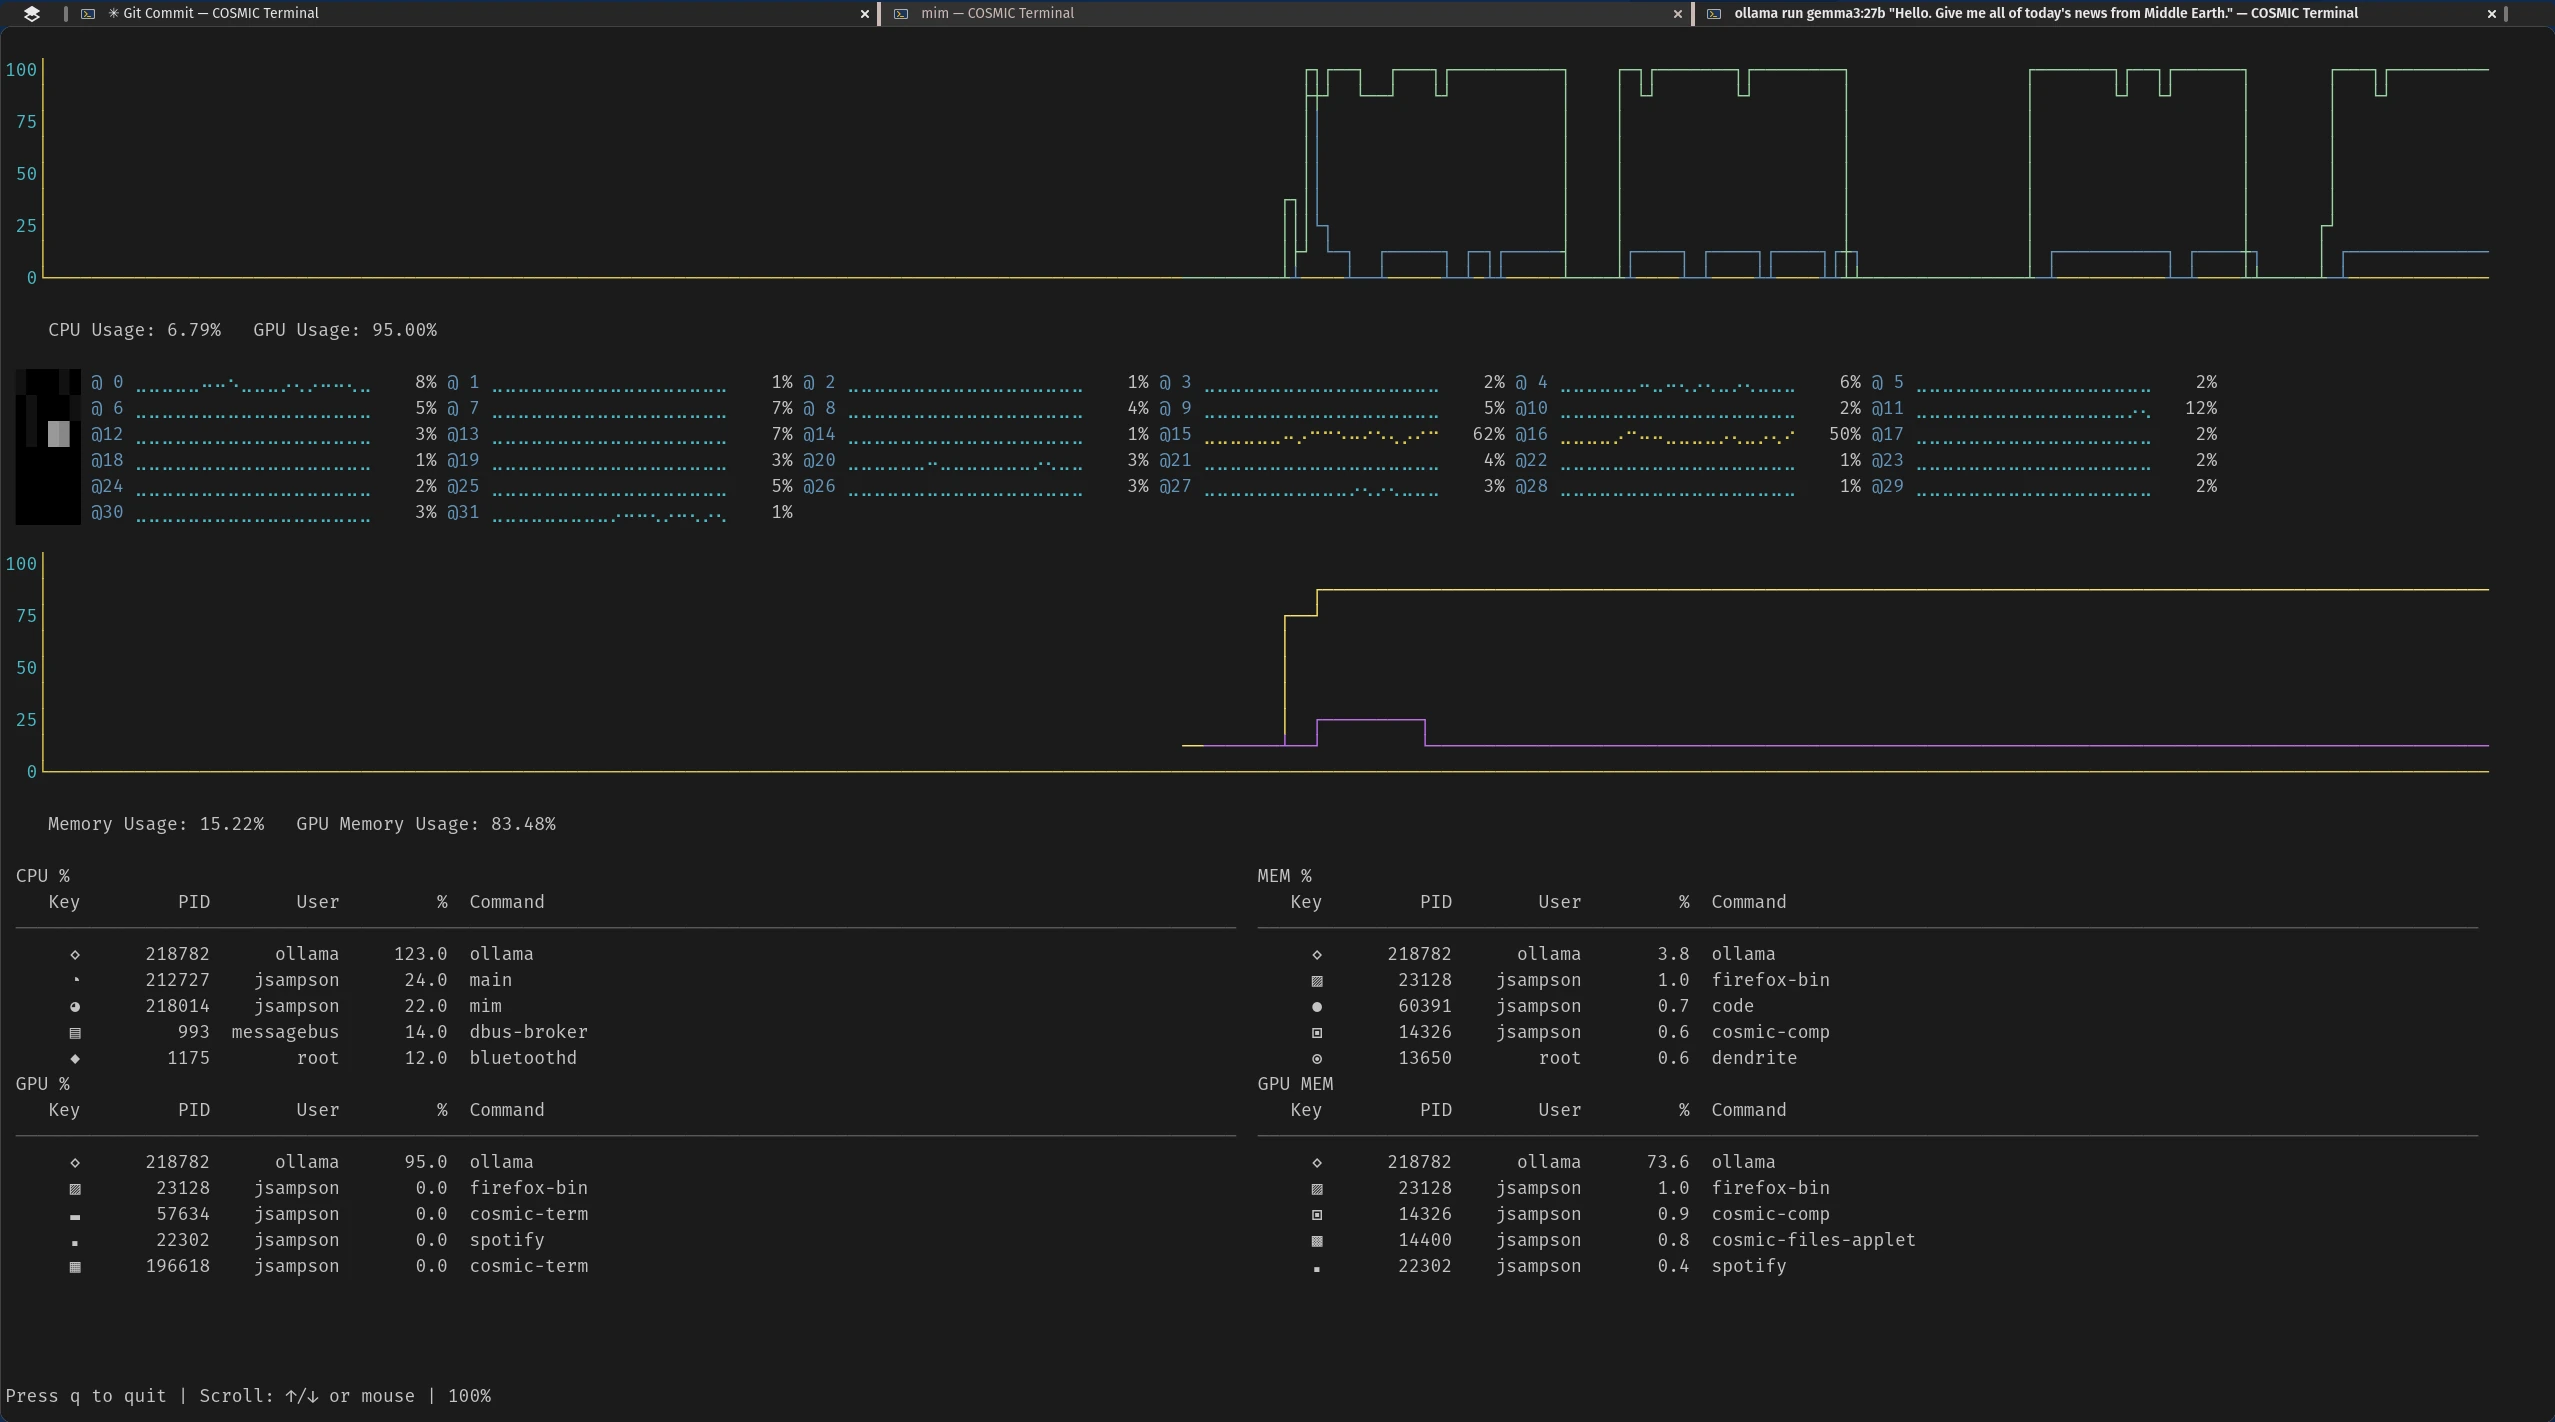 ✳ Git Commit — COSMIC Terminal × mim — COSMIC Terminal × ollama run gemma3:27b "Hello. Give me all of today's news from Middle Earth." — COSMIC Terminal ×
100
75
50
25
0
CPU Usage: 6.79% GPU Usage: 95.00%
@ 0 8% @ 1 1% @ 2 1% @ 3 2% @ 4 6% @ 5 2%
@ 6 5% @ 7 7% @ 8 4% @ 9 5% @10 2% @11 12%
@12 3% @13 7% @14 1% @15 62% @16 50% @17 2%
@18 1% @19 3% @20 3% @21 4% @22 1% @23 2%
@24 2% @25 5% @26 3% @27 3% @28 1% @29 2%
@30 3% @31 1%
100
75
50
25
0
Memory Usage: 15.22% GPU Memory Usage: 83.48%
CPU %
Key PID User % Command
◇ 218782 ollama 123.0 ollama
212727 jsampson 24.0 main
◕ 218014 jsampson 22.0 mim
▤ 993 messagebus 14.0 dbus-broker
◆ 1175 root 12.0 bluetoothd
MEM %
Key PID User % Command
◇ 218782 ollama 3.8 ollama
▨ 23128 jsampson 1.0 firefox-bin
● 60391 jsampson 0.7 code
▣ 14326 jsampson 0.6 cosmic-comp
◉ 13650 root 0.6 dendrite
GPU %
Key PID User % Command
◇ 218782 ollama 95.0 ollama
▨ 23128 jsampson 0.0 firefox-bin
▬ 57634 jsampson 0.0 cosmic-term
▪ 22302 jsampson 0.0 spotify
▦ 196618 jsampson 0.0 cosmic-term
GPU MEM
Key PID User % Command
◇ 218782 ollama 73.6 ollama
▨ 23128 jsampson 1.0 firefox-bin
▣ 14326 jsampson 0.9 cosmic-comp
▩ 14400 jsampson 0.8 cosmic-files-applet
▪ 22302 jsampson 0.4 spotify
Press q to quit | Scroll: ↑/↓ or mouse | 100%